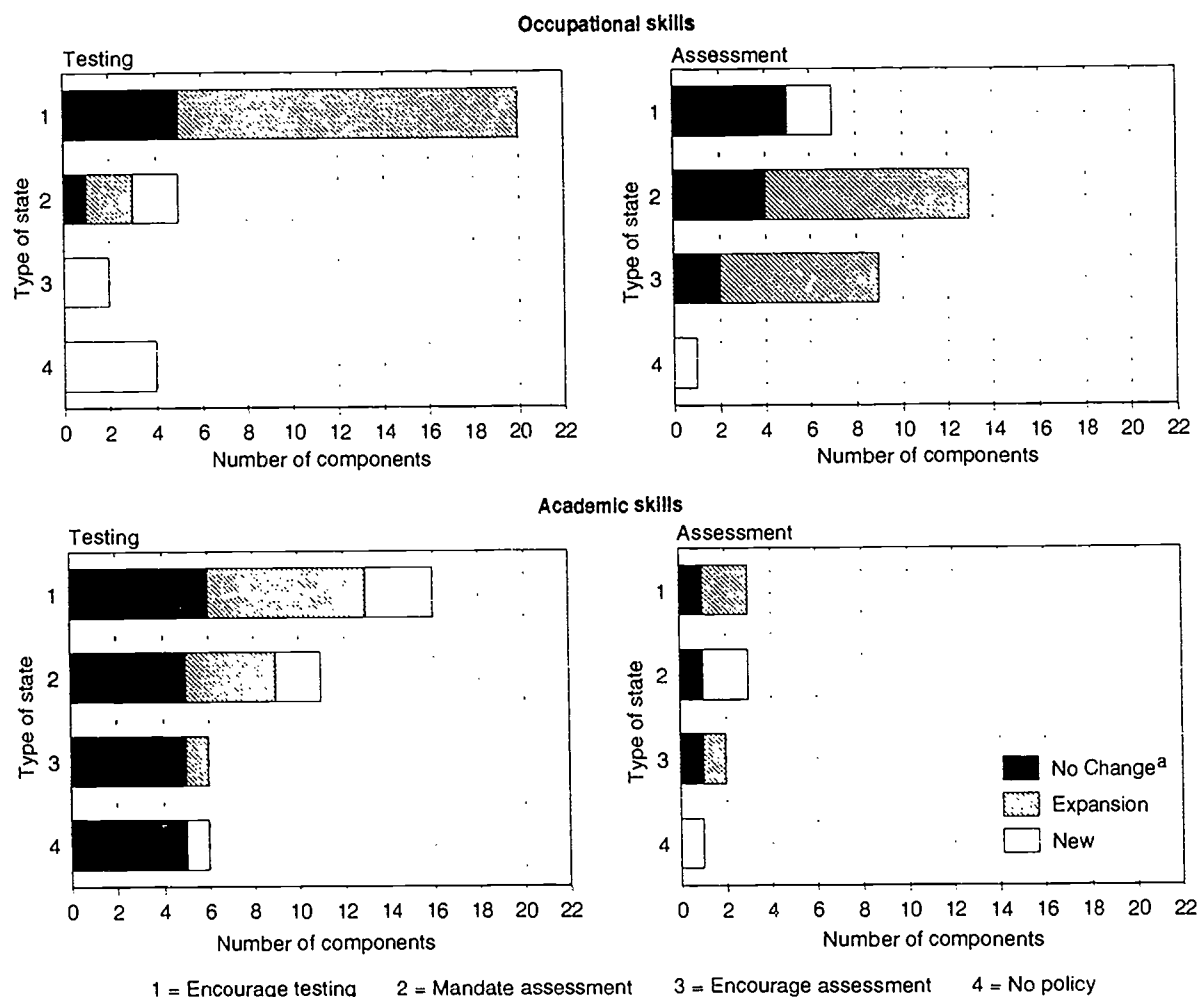 Occupational skills
Testing
Type of state
1
2
3
4
0 2 4 6 8 10 12 14 16 18 20 22
Number of components
Assessment
Type of state
1
2
3
4
0 2 4 6 8 10 12 14 16 18 20 22
Number of components
Academic skills
Testing
Type of state
1
2
3
4
0 2 4 6 8 10 12 14 16 18 20 22
Number of components
Assessment
Type of state
1
2
3
4
0 2 4 6 8 10 12 14 16 18 20 22
Number of components
No Changeª
Expansion
New
1 = Encourage testing 2 = Mandate assessment 3 = Encourage assessment 4 = No policy